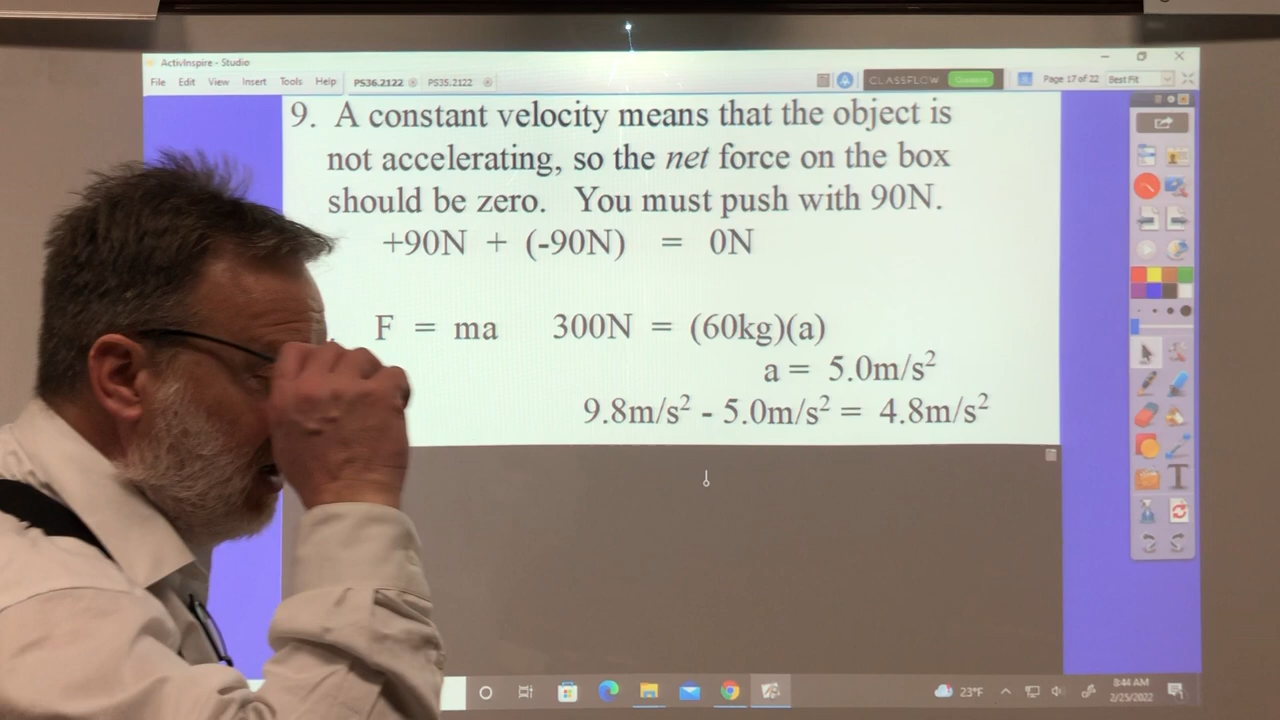 ActivInspire - Studio
File Edit View Insert Tools Help PS36.2122 PS35.2122 CLASSFLOW Connect Page 17 of 22 Best Fit
9. A constant velocity means that the object is
not accelerating, so the net force on the box
should be zero. You must push with 90N.
+90N + (-90N) = 0N
F = ma 300N = (60kg)(a)
a = 5.0m/s²
9.8m/s² - 5.0m/s² = 4.8m/s²
T
23°F
8:44 AM
2/25/2022